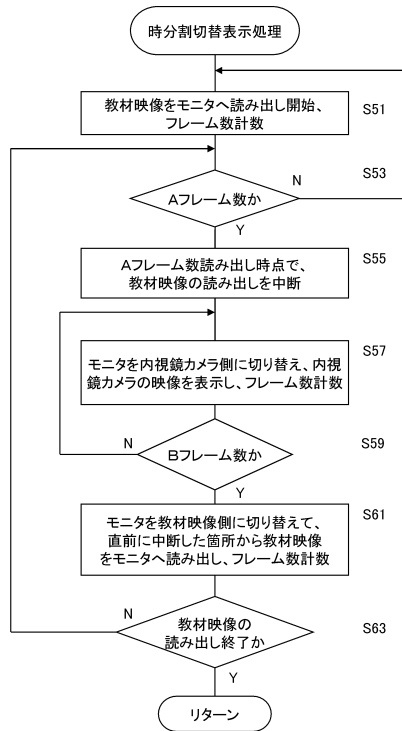 時分割切替表示処理
教材映像をモニタへ読み出し開始、
フレーム数計数
S51
Aフレーム数か
N
S53
Y
Aフレーム数読み出し時点で、
教材映像の読み出しを中断
S55
モニタを内視鏡カメラ側に切り替え、内視
鏡カメラの映像を表示し、フレーム数計数
S57
N
Bフレーム数か
S59
Y
モニタを教材映像側に切り替えて、
直前に中断した箇所から教材映像
をモニタへ読み出し、フレーム数計数
S61
N
教材映像の
読み出し終了か
S63
Y
リターン